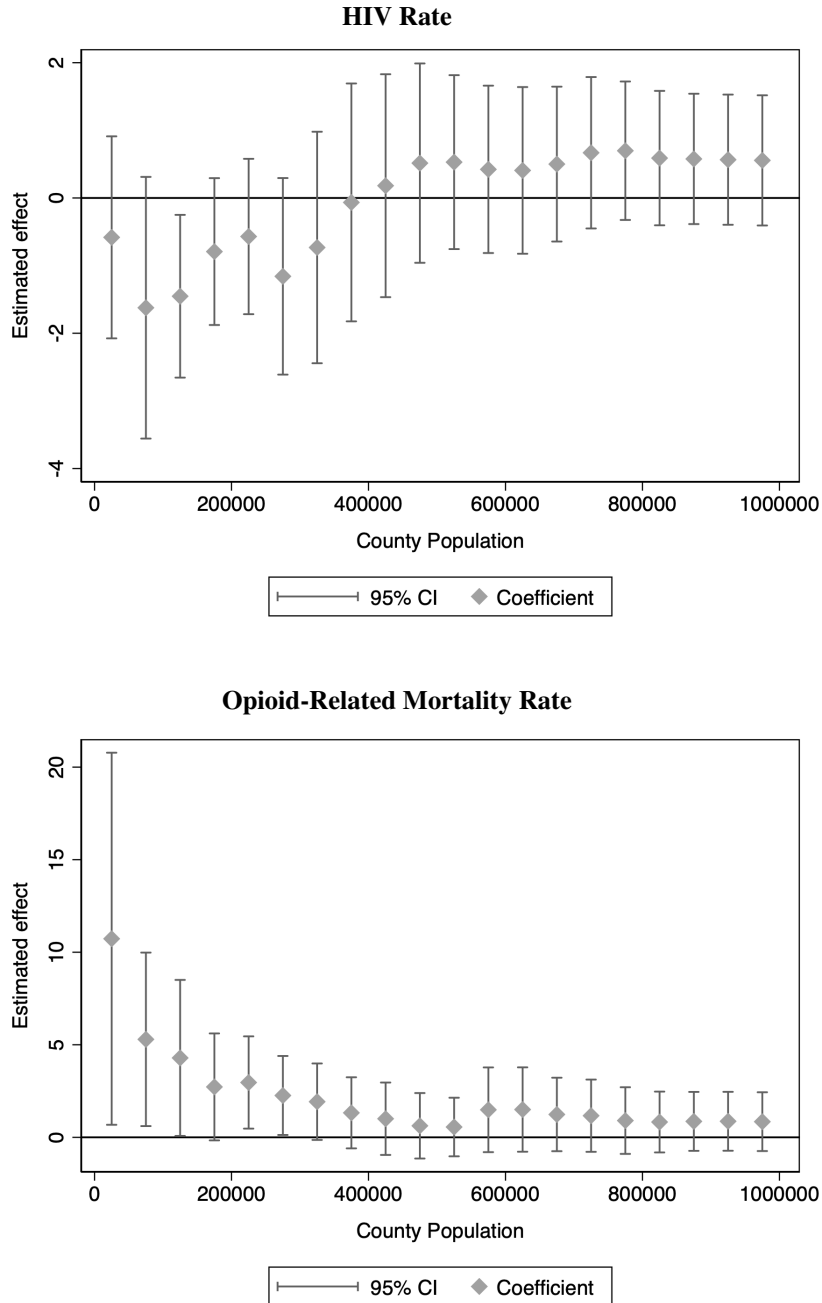 HIV Rate
2
0
-2
-4
Estimated effect
0 200000 400000 600000 800000 1000000
County Population
95% CI Coefficient
Opioid-Related Mortality Rate
20
15
10
5
0
Estimated effect
0 200000 400000 600000 800000 1000000
County Population
95% CI Coefficient